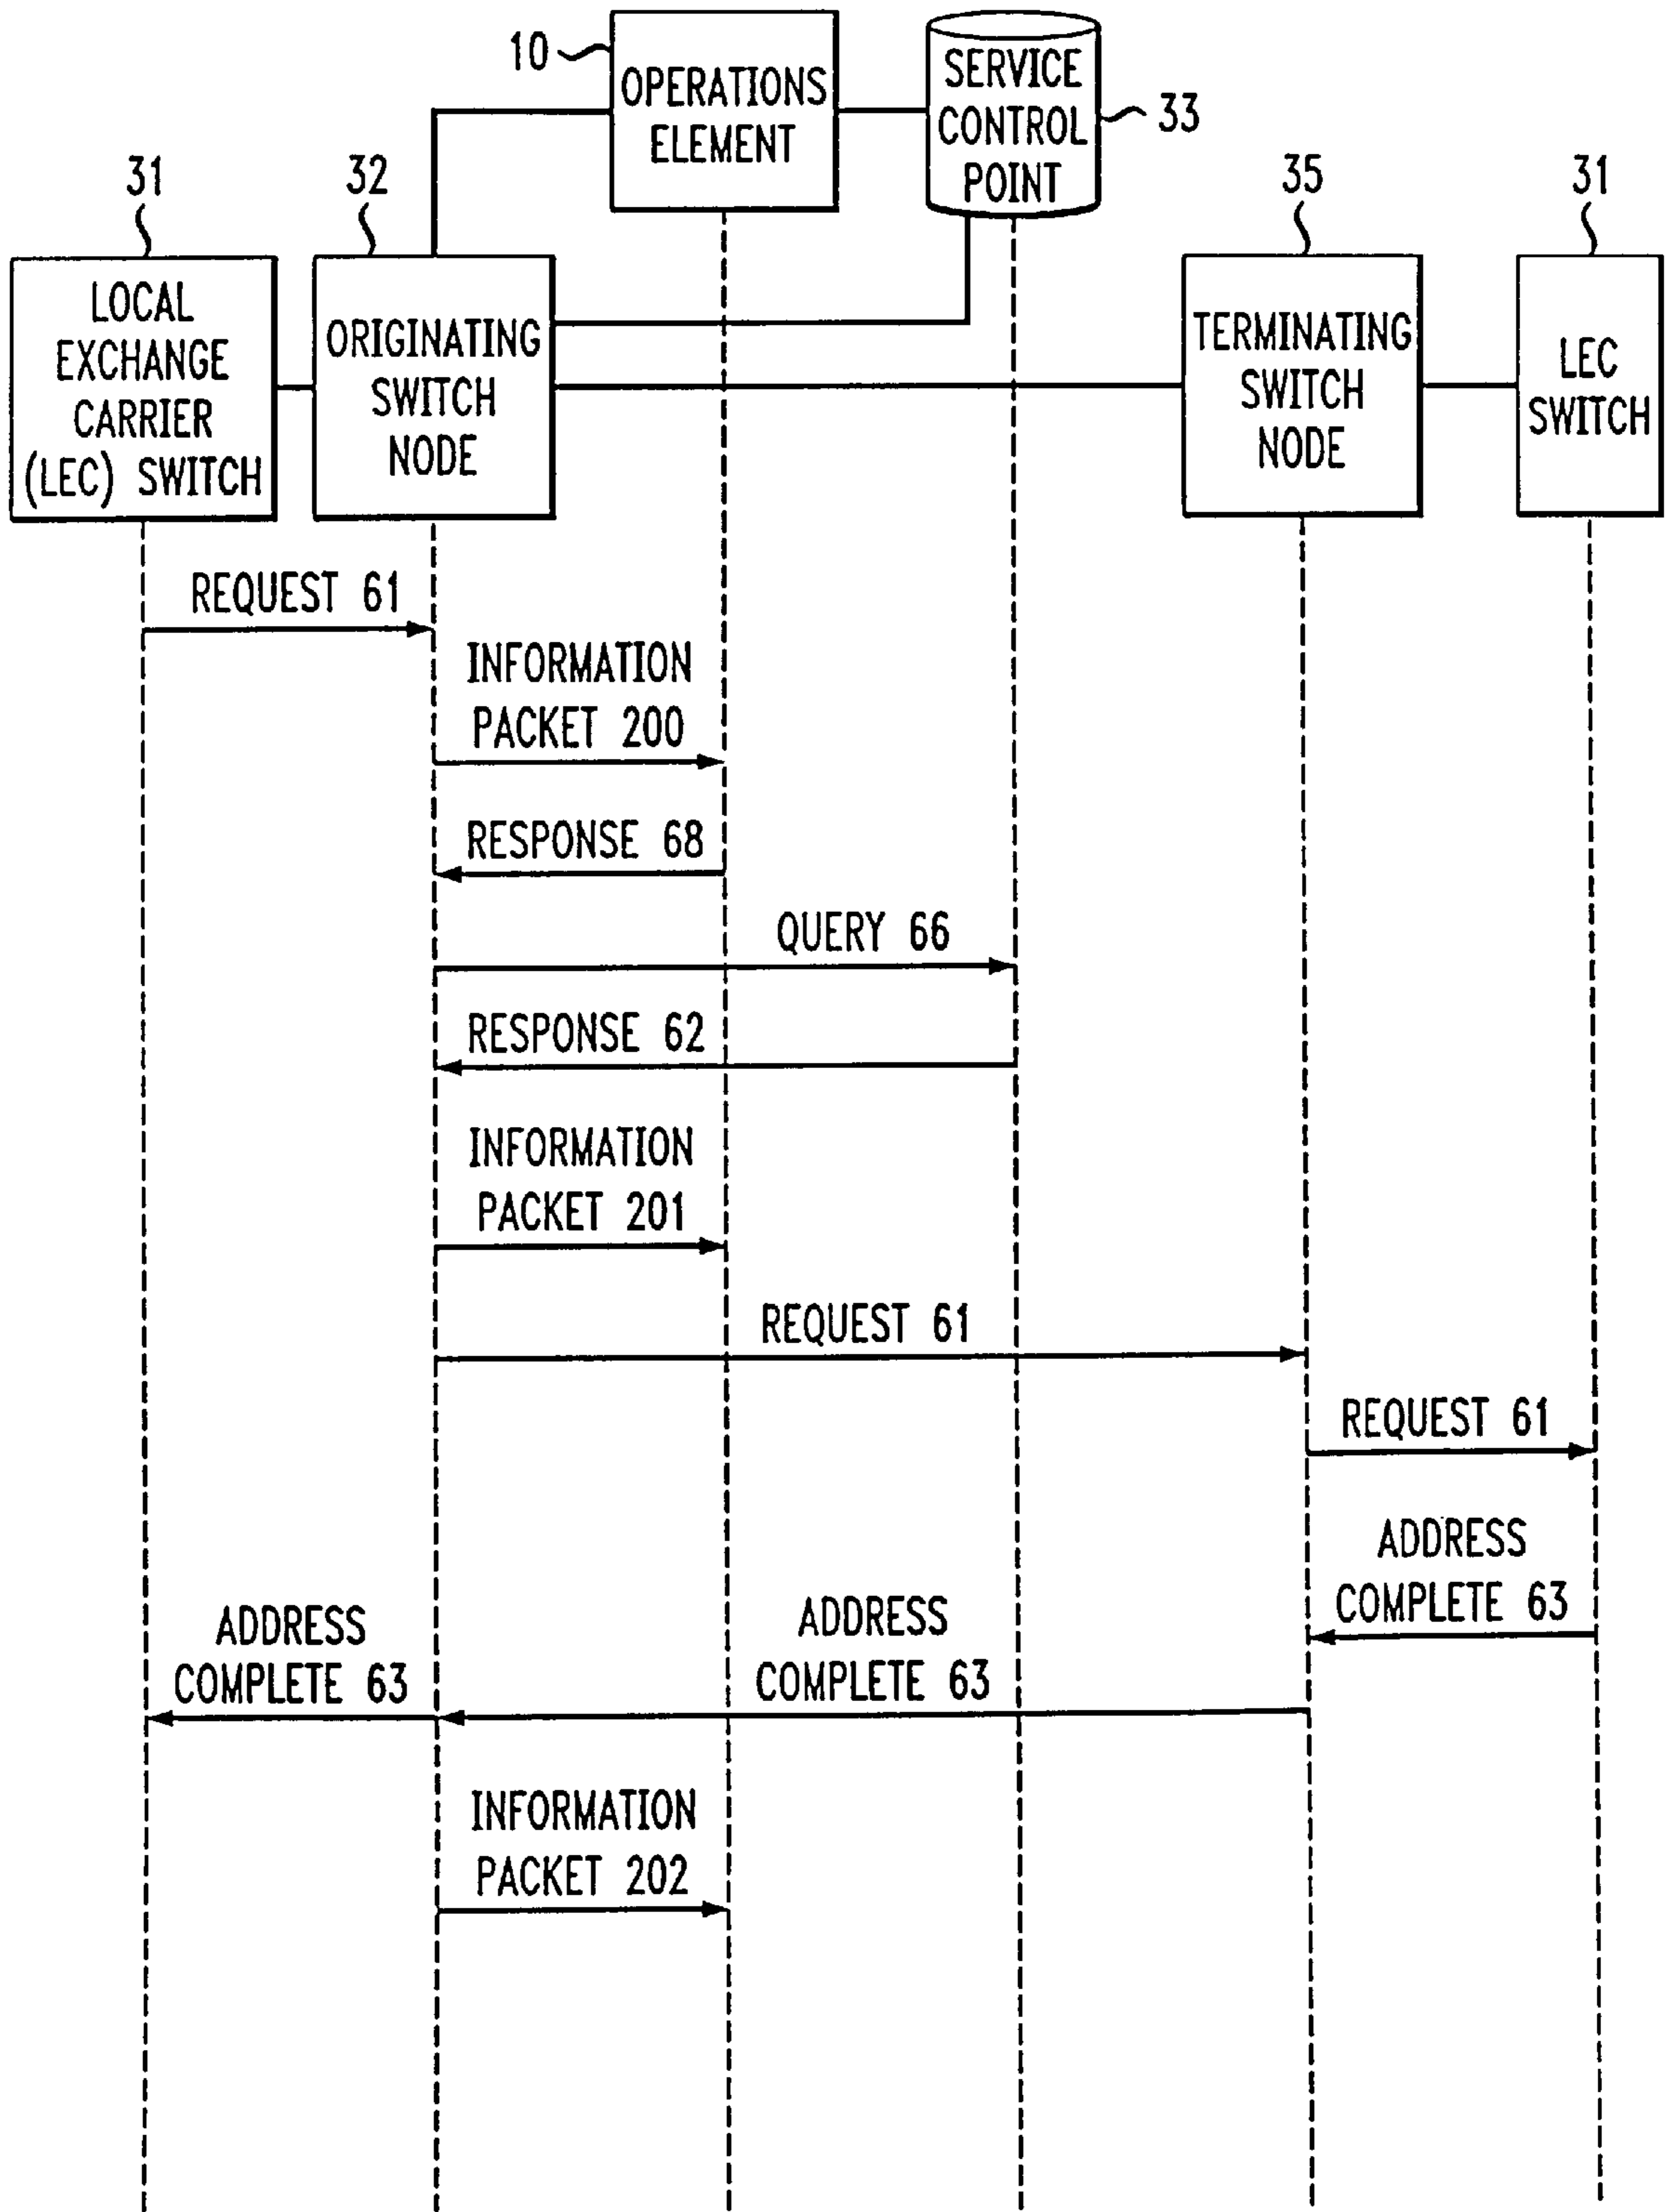 10
OPERATIONS
ELEMENT
SERVICE
CONTROL
POINT
33
31
LOCAL
EXCHANGE
CARRIER
(LEC) SWITCH
32
ORIGINATING
SWITCH
NODE
35
TERMINATING
SWITCH
NODE
31
LEC
SWITCH
REQUEST 61
INFORMATION
PACKET 200
RESPONSE 68
QUERY 66
RESPONSE 62
INFORMATION
PACKET 201
REQUEST 61
REQUEST 61
ADDRESS
COMPLETE 63
ADDRESS
COMPLETE 63
ADDRESS
COMPLETE 63
INFORMATION
PACKET 202